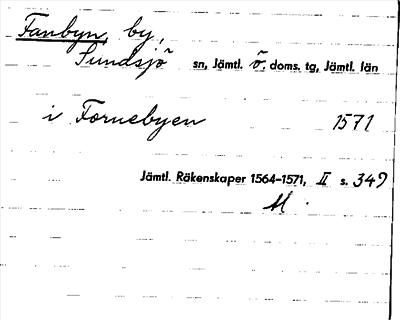 Fanbyn, by,
Sundsjö sn, Jämtl. ö. doms. tg, Jämtl. län
i Fornebyen 1571
Jämtl. Räkenskaper 1564-1571, II s. 349
M.